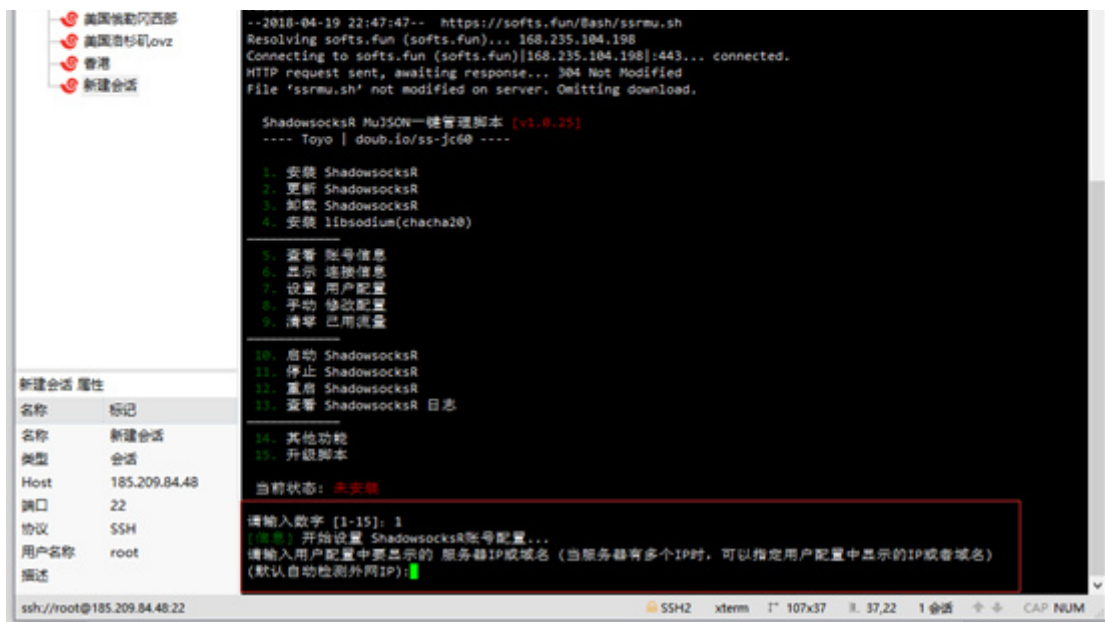 美国俄勒冈西部
美国洛杉矶ovz
香港
新建会话
新建会话 属性
名称 标记
名称 新建会话
类型 会话
Host 185.209.84.48
端口 22
协议 SSH
用户名称 root
描述
--2018-04-19 22:47:47-- https://softs.fun/Bash/ssrmu.sh
Resolving softs.fun (softs.fun)... 168.235.104.198
Connecting to softs.fun (softs.fun)|168.235.104.198|:443... connected.
HTTP request sent, awaiting response... 304 Not Modified
File ‘ssrmu.sh’ not modified on server. Omitting download.
ShadowsocksR MuJSON一键管理脚本 [v1.0.25]
---- Toyo | doub.io/ss-jc60 ----
1. 安装 ShadowsocksR
2. 更新 ShadowsocksR
3. 卸载 ShadowsocksR
4. 安装 libsodium(chacha20)
————————————
5. 查看 账号信息
6. 显示 连接信息
7. 设置 用户配置
8. 手动 修改配置
9. 清零 已用流量
————————————
10. 启动 ShadowsocksR
11. 停止 ShadowsocksR
12. 重启 ShadowsocksR
13. 查看 ShadowsocksR 日志
————————————
14. 其他功能
15. 升级脚本
当前状态: 未安装
请输入数字 [1-15]: 1
[信息] 开始设置 ShadowsocksR账号配置...
请输入用户配置中要显示的 服务器IP或域名 (当服务器有多个IP时，可以指定用户配置中显示的IP或者域名)
(默认自动检测外网IP):
ssh://root@185.209.84.48:22 SSH2 xterm 107x37 37,22 1 会话 CAP NUM